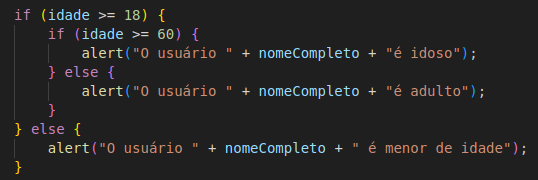 if (idade >= 18) {
    if (idade >= 60) {
        alert("O usuário " + nomeCompleto + "é idoso");
    } else {
        alert("O usuário " + nomeCompleto + "é adulto");
    }
} else {
    alert("O usuário " + nomeCompleto + " é menor de idade");
}